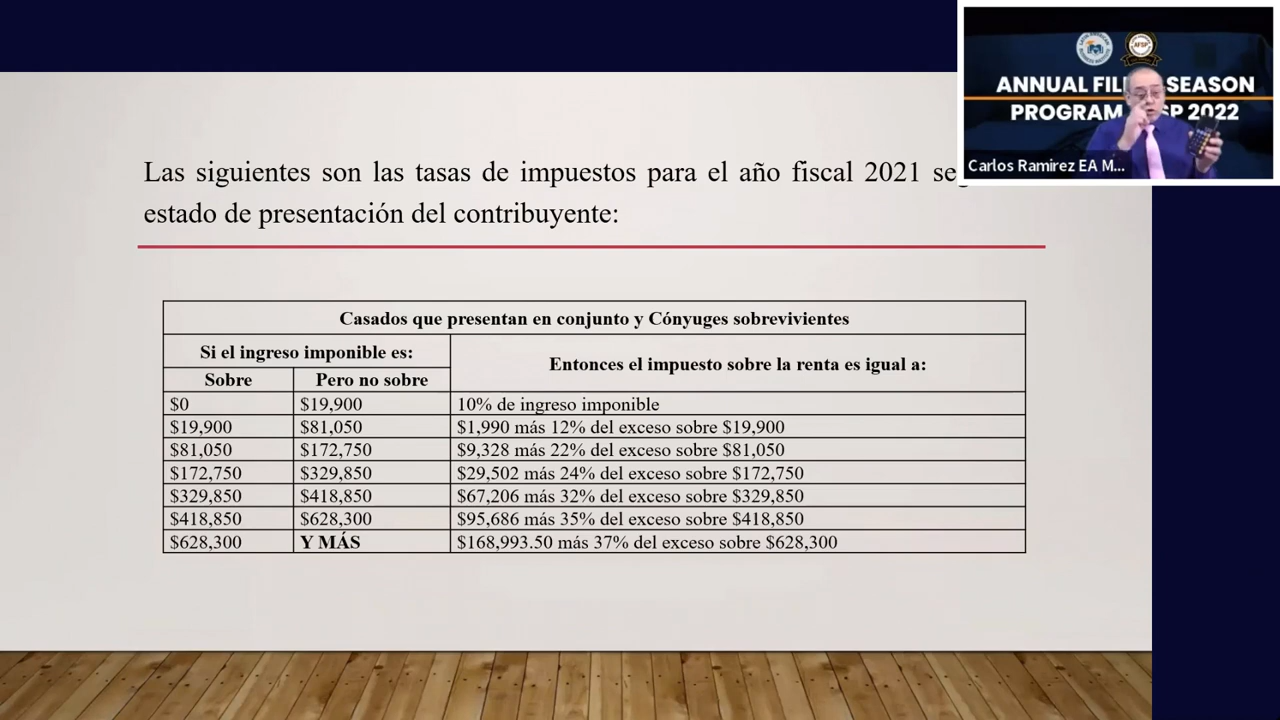 ANNUAL FIL SEASON
PROGRAM SP 2022
AFSP
Carlos Ramirez EA M...
Las siguientes son las tasas de impuestos para el año fiscal 2021
estado de presentación del contribuyente:
Casados que presentan en conjunto y Cónyuges sobrevivientes
Si el ingreso imponible es:
Entonces el impuesto sobre la renta es igual a:
Sobre Pero no sobre
$0 $19,900 10% de ingreso imponible
$19,900 $81,050 $1,990 más 12% del exceso sobre $19,900
$81,050 $172,750 $9,328 más 22% del exceso sobre $81,050
$172,750 $329,850 $29,502 más 24% del exceso sobre $172,750
$329,850 $418,850 $67,206 más 32% del exceso sobre $329,850
$418,850 $628,300 $95,686 más 35% del exceso sobre $418,850
$628,300 Y MÁS $168,993.50 más 37% del exceso sobre $628,300